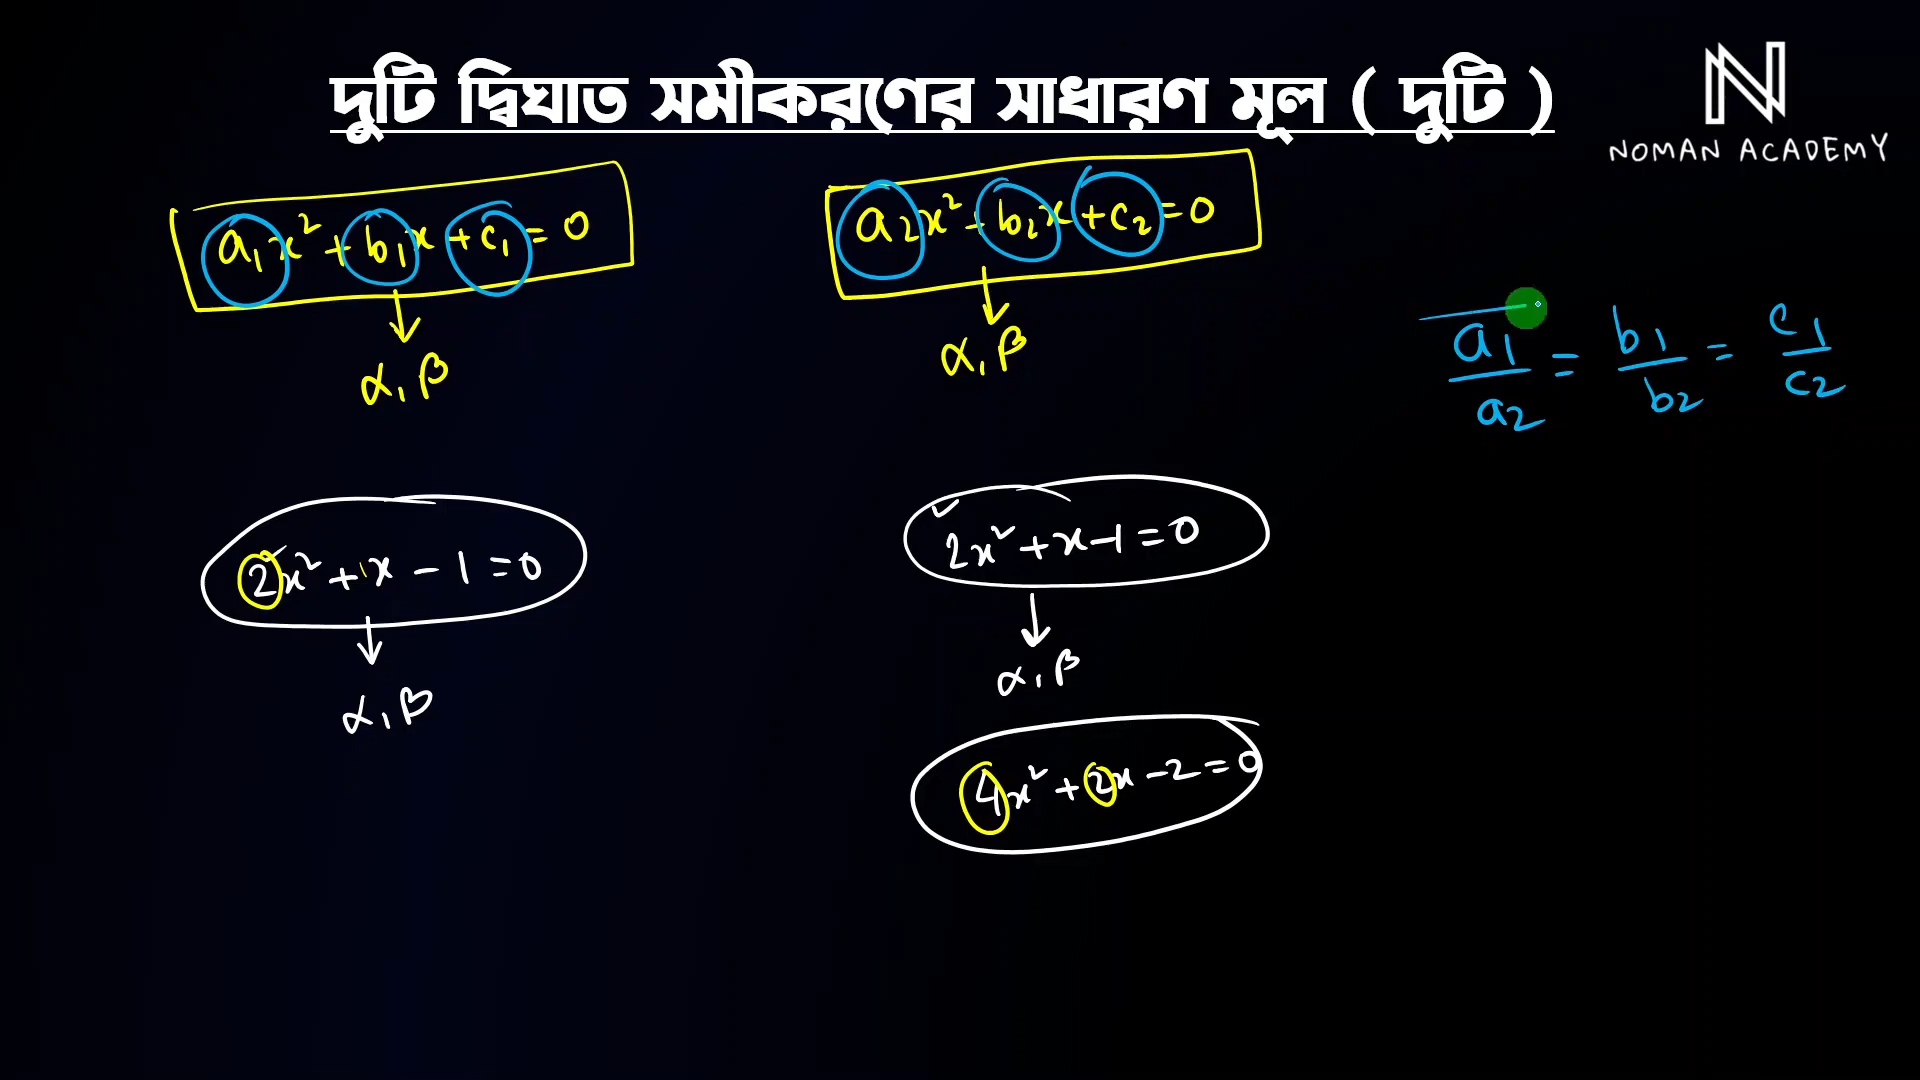 দুটি দ্বিঘাত সমীকরণের সাধারণ মূল ( দুটি )
NOMAN ACADEMY
a₁x² + b₁x + c₁ = 0
α, β
a₂x² + b₂x + c₂ = 0
α, β
a₁/a₂ = b₁/b₂ = c₁/c₂
2x² + 1x - 1 = 0
α, β
2x² + x - 1 = 0
α, β
4x² + 2x - 2 = 0